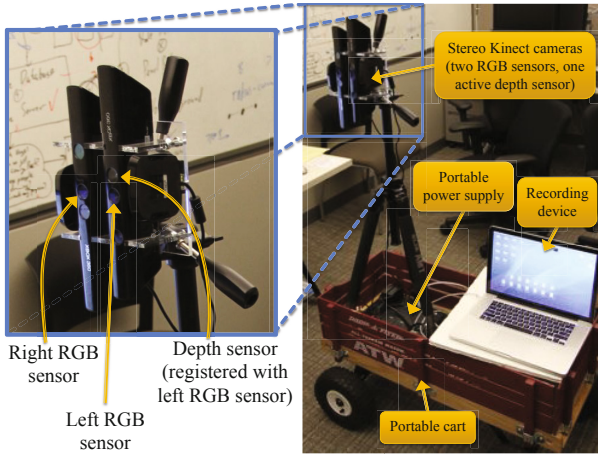 Stereo Kinect cameras
(two RGB sensors, one
active depth sensor)
Portable
power supply
Recording
device
Right RGB
sensor
Left RGB
sensor
Depth sensor
(registered with
left RGB sensor)
ATW
Portable cart